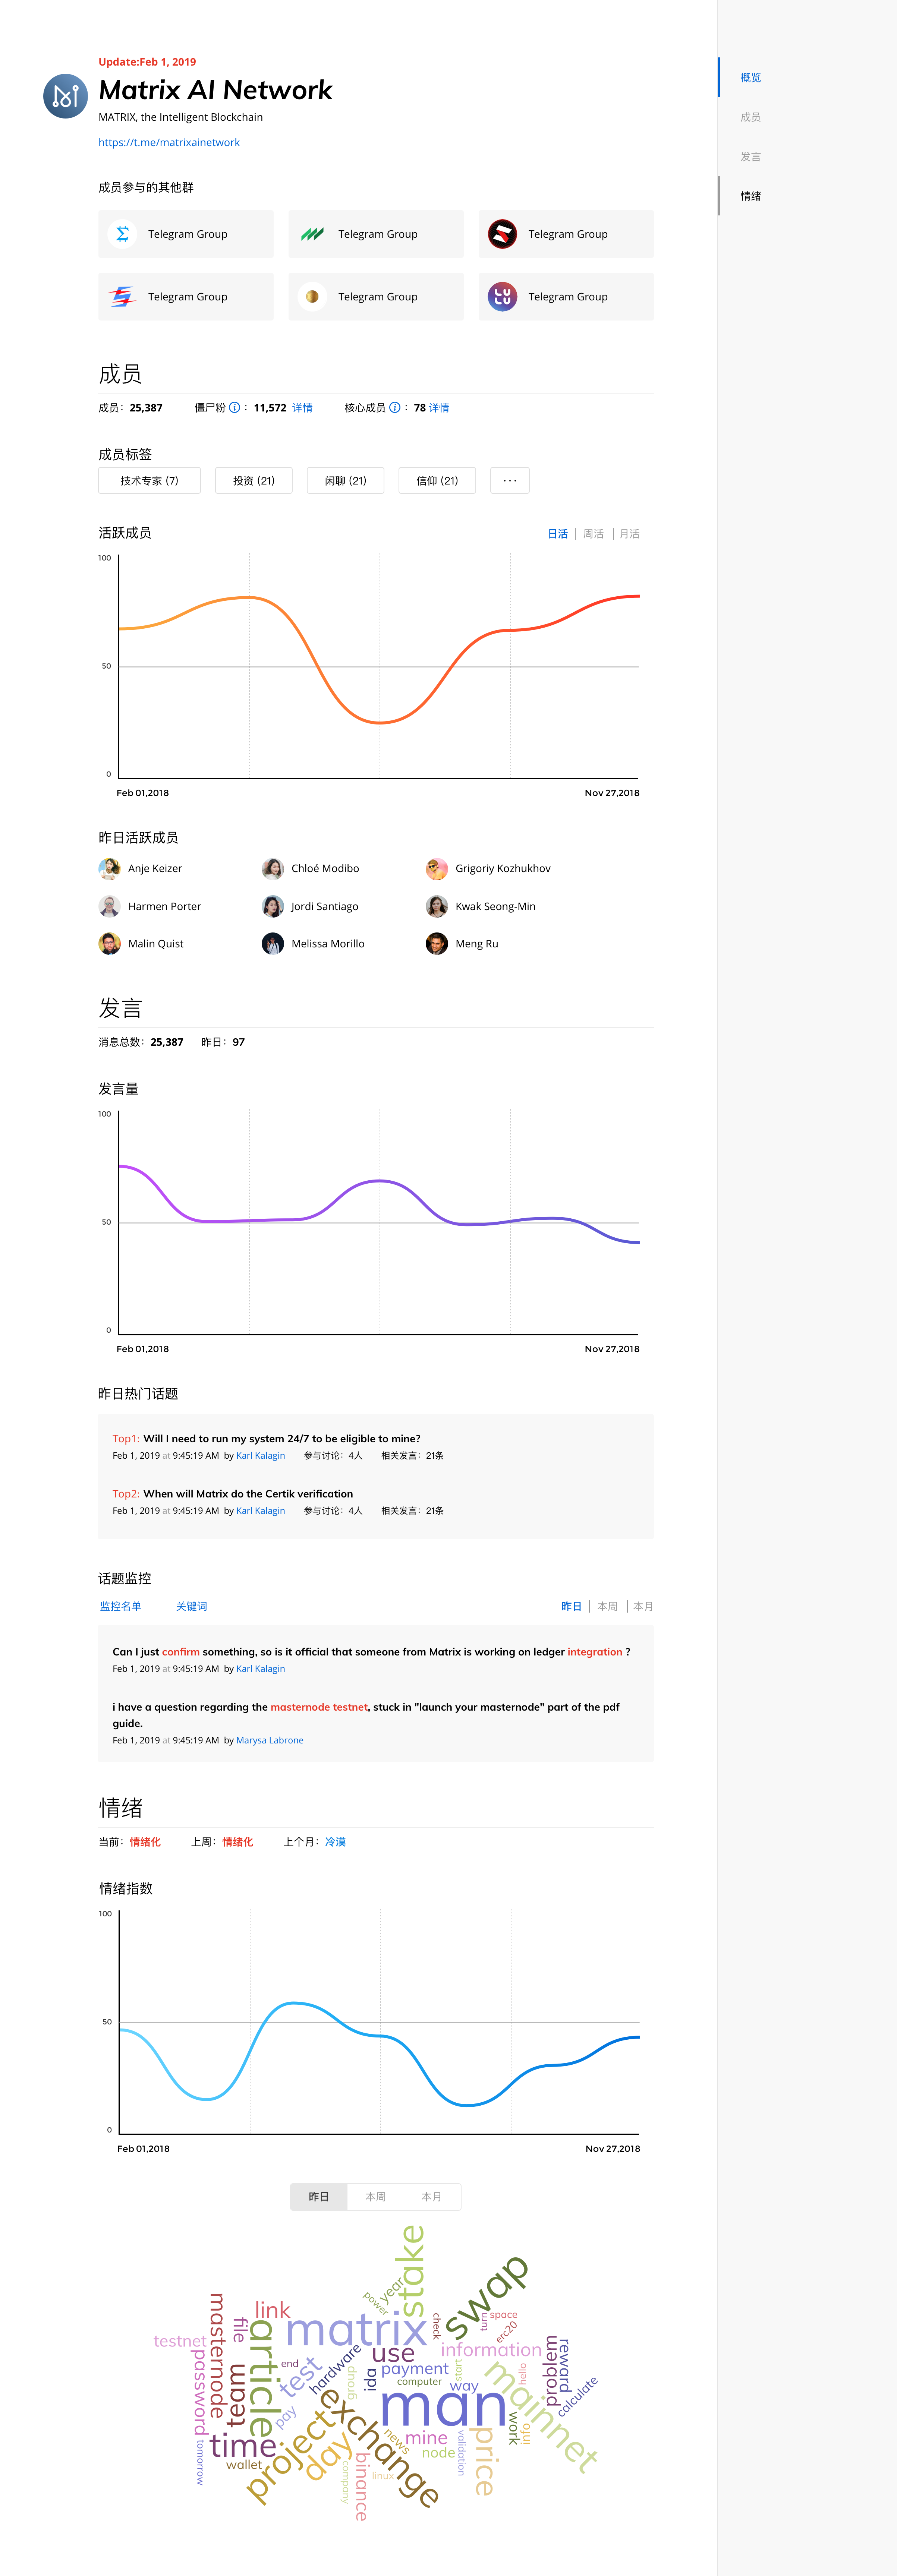 Update:Feb 1, 2019
Matrix AI Network
MATRIX, the Intelligent Blockchain
https://t.me/matrixainetwork
概览
成员
发言
情绪
成员参与的其他群
Telegram Group
Telegram Group
Telegram Group
Telegram Group
Telegram Group
Telegram Group
成员
成员：25,387 僵尸粉 ：11,572 详情 核心成员 ：78 详情
成员标签
技术专家 (7) 投资 (21) 闲聊 (21) 信仰 (21) ···
活跃成员
日活 | 周活 | 月活
100
50
0
Feb 01,2018 Nov 27,2018
昨日活跃成员
Anje Keizer Chloé Modibo Grigoriy Kozhukhov
Harmen Porter Jordi Santiago Kwak Seong-Min
Malin Quist Melissa Morillo Meng Ru
发言
消息总数：25,387 昨日：97
发言量
100
50
0
Feb 01,2018 Nov 27,2018
昨日热门话题
Top1: Will I need to run my system 24/7 to be eligible to mine?
Feb 1, 2019 at 9:45:19 AM by Karl Kalagin 参与讨论：4人 相关发言：21条
Top2: When will Matrix do the Certik verification
Feb 1, 2019 at 9:45:19 AM by Karl Kalagin 参与讨论：4人 相关发言：21条
话题监控
监控名单 关键词 昨日 | 本周 | 本月
Can I just confirm something, so is it official that someone from Matrix is working on ledger integration ?
Feb 1, 2019 at 9:45:19 AM by Karl Kalagin
i have a question regarding the masternode testnet, stuck in "launch your masternode" part of the pdf
guide.
Feb 1, 2019 at 9:45:19 AM by Marysa Labrone
情绪
当前：情绪化 上周：情绪化 上个月：冷漠
情绪指数
100
50
0
Feb 01,2018 Nov 27,2018
昨日 本周 本月
stake
swap
year
power
masternode
link
file
matrix
check
turn
space
erc20
testnet
article
use
information
problem
reward
password
team
end
test
hardware
group
jpi
payment
computer
start
way
hello
mainnet
calculate
man
pay
exchange
project
day
time
wallet
tomorrow
news
mine
node
validation
price
work
info
company
binance
linux